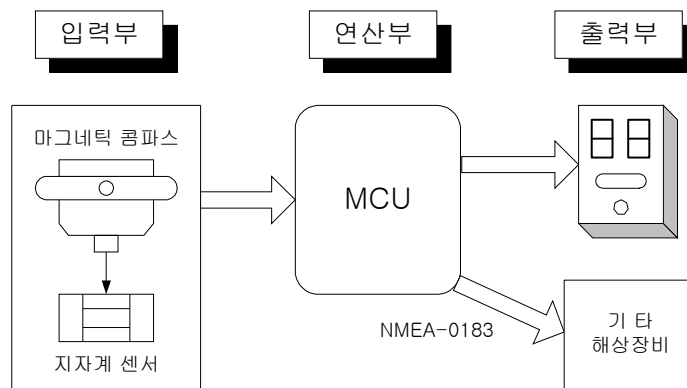 입력부
연산부
출력부
마그네틱 콤파스
지자계 센서
MCU
NMEA-0183
기 타
해상장비